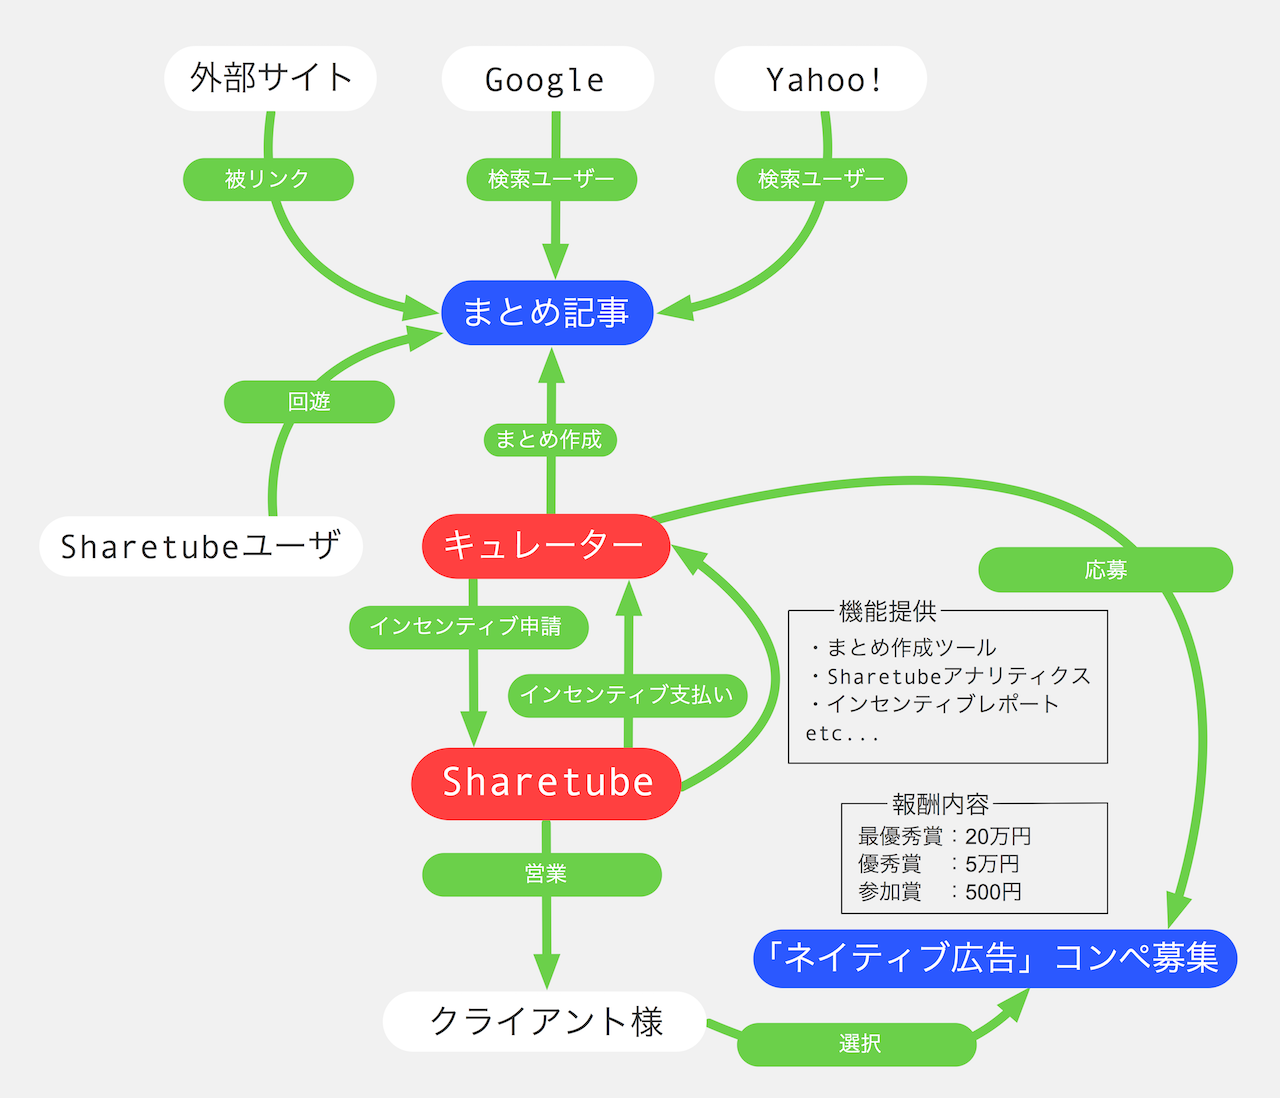 外部サイト
Google
Yahoo!
被リンク
検索ユーザー
検索ユーザー
まとめ記事
回遊
まとめ作成
Sharetubeユーザ
キュレーター
応募
インセンティブ申請
機能提供
・まとめ作成ツール
・Sharetubeアナリティクス
・インセンティブレポート
etc...
インセンティブ支払い
Sharetube
報酬内容
最優秀賞：20万円
優秀賞　：5万円
参加賞　：500円
営業
「ネイティブ広告」コンペ募集
クライアント様
選択